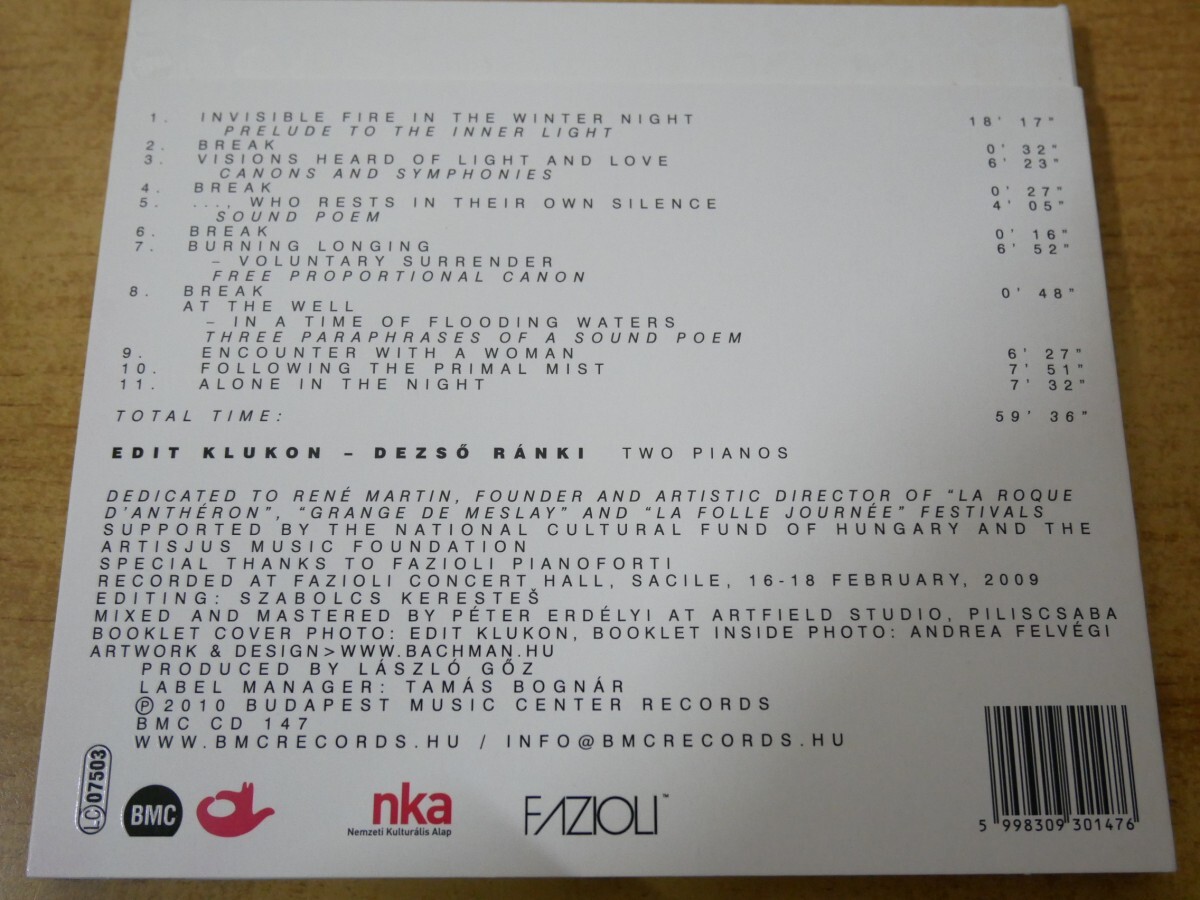 1. INVISIBLE FIRE IN THE WINTER NIGHT 18' 17"
PRELUDE TO THE INNER LIGHT
2. BREAK 0' 32"
3. VISIONS HEARD OF LIGHT AND LOVE 6' 23"
CANONS AND SYMPHONIES
4. BREAK 0' 27"
5. ..., WHO RESTS IN THEIR OWN SILENCE 4' 05"
SOUND POEM
6. BREAK 0' 16"
7. BURNING LONGING 6' 52"
– VOLUNTARY SURRENDER
FREE PROPORTIONAL CANON
8. BREAK 0' 48"
AT THE WELL
– IN A TIME OF FLOODING WATERS
THREE PARAPHRASES OF A SOUND POEM
9. ENCOUNTER WITH A WOMAN 6' 27"
10. FOLLOWING THE PRIMAL MIST 7' 51"
11. ALONE IN THE NIGHT 7' 32"
TOTAL TIME: 59' 36"
EDIT KLUKON – DEZSŐ RÁNKI TWO PIANOS
DEDICATED TO RENÉ MARTIN, FOUNDER AND ARTISTIC DIRECTOR OF "LA ROQUE
D'ANTHÉRON", "GRANGE DE MESLAY" AND "LA FOLLE JOURNÉE" FESTIVALS
SUPPORTED BY THE NATIONAL CULTURAL FUND OF HUNGARY AND THE
ARTISJUS MUSIC FOUNDATION
SPECIAL THANKS TO FAZIOLI PIANOFORTI
RECORDED AT FAZIOLI CONCERT HALL, SACILE, 16-18 FEBRUARY, 2009
EDITING: SZABOLCS KERESTEŠ
MIXED AND MASTERED BY PÉTER ERDÉLYI AT ARTFIELD STUDIO, PILISCSABA
BOOKLET COVER PHOTO: EDIT KLUKON, BOOKLET INSIDE PHOTO: ANDREA FELVÉGI
ARTWORK & DESIGN>WWW.BACHMAN.HU
PRODUCED BY LÁSZLÓ GŐZ
LABEL MANAGER: TAMÁS BOGNÁR
℗ 2010 BUDAPEST MUSIC CENTER RECORDS
BMC CD 147
WWW.BMCRECORDS.HU / INFO@BMCRECORDS.HU
LC 07503
BMC
nka
Nemzeti Kulturális Alap
FAZIOLI™
5 998309 301476